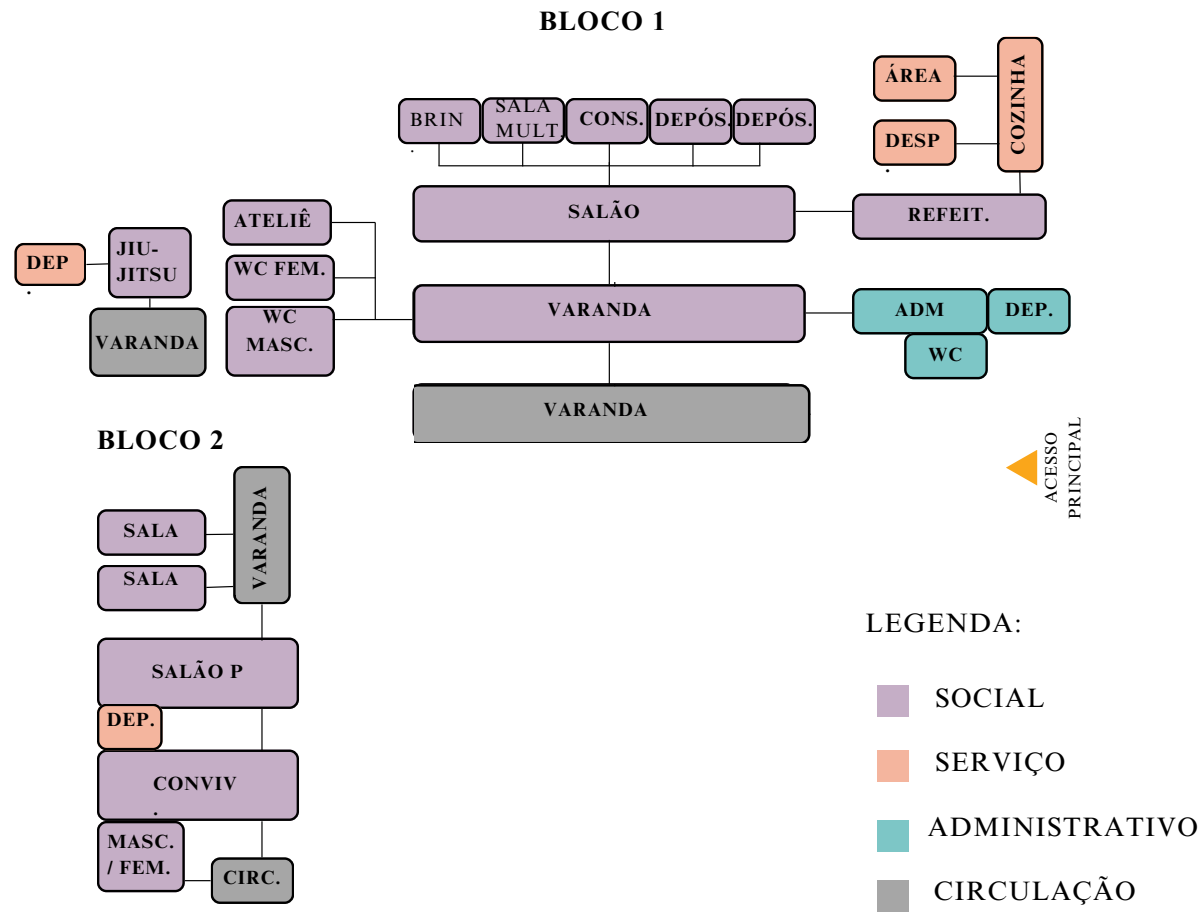 BLOCO 1
ÁREA
COZINHA
BRIN
.
SALA
MULT.
CONS.
DEPÓS.
DEPÓS.
DESP
.
SALÃO
REFEIT.
ATELIÊ
JIU-
JITSU
DEP
.
WC FEM.
VARANDA
WC
MASC.
VARANDA
ADM
DEP.
WC
VARANDA
BLOCO 2
ACESSO
PRINCIPAL
VARANDA
SALA
SALA
SALÃO P
DEP.
CONVIV
.
MASC.
/ FEM.
CIRC.
LEGENDA:
SOCIAL
SERVIÇO
ADMINISTRATIVO
CIRCULAÇÃO